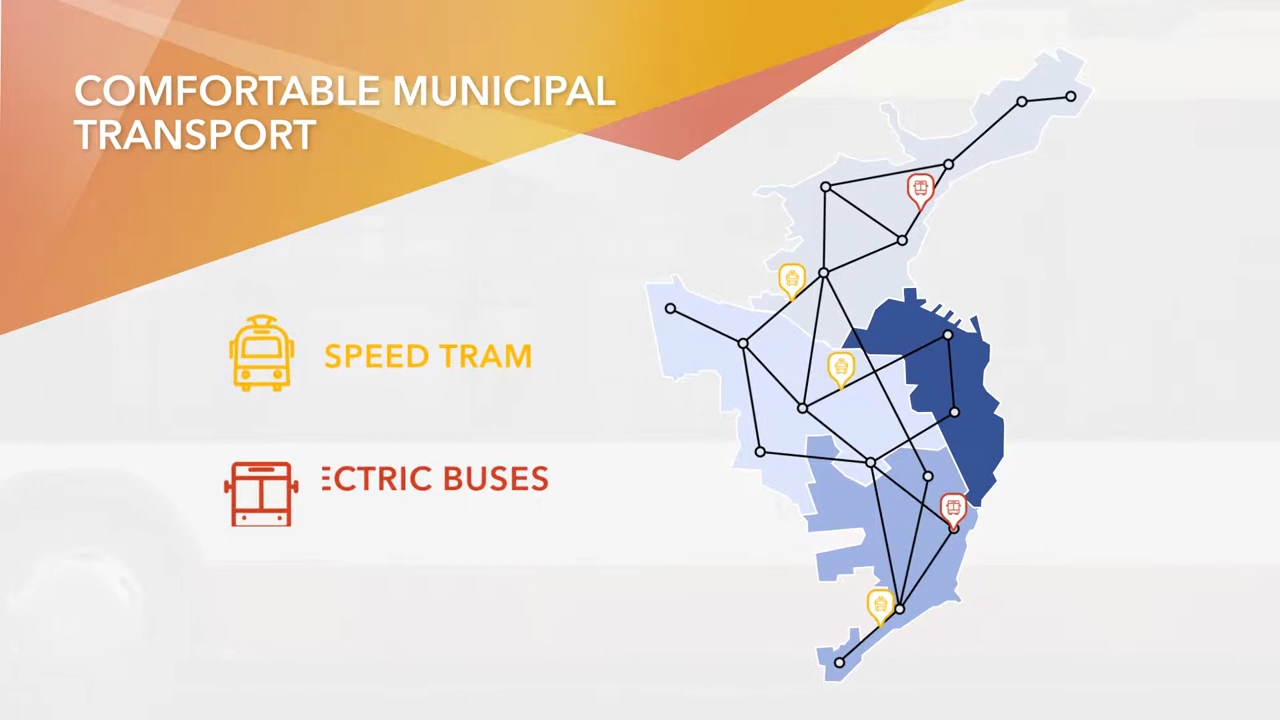 COMFORTABLE MUNICIPAL
TRANSPORT
SPEED TRAM
ECTRIC BUSES